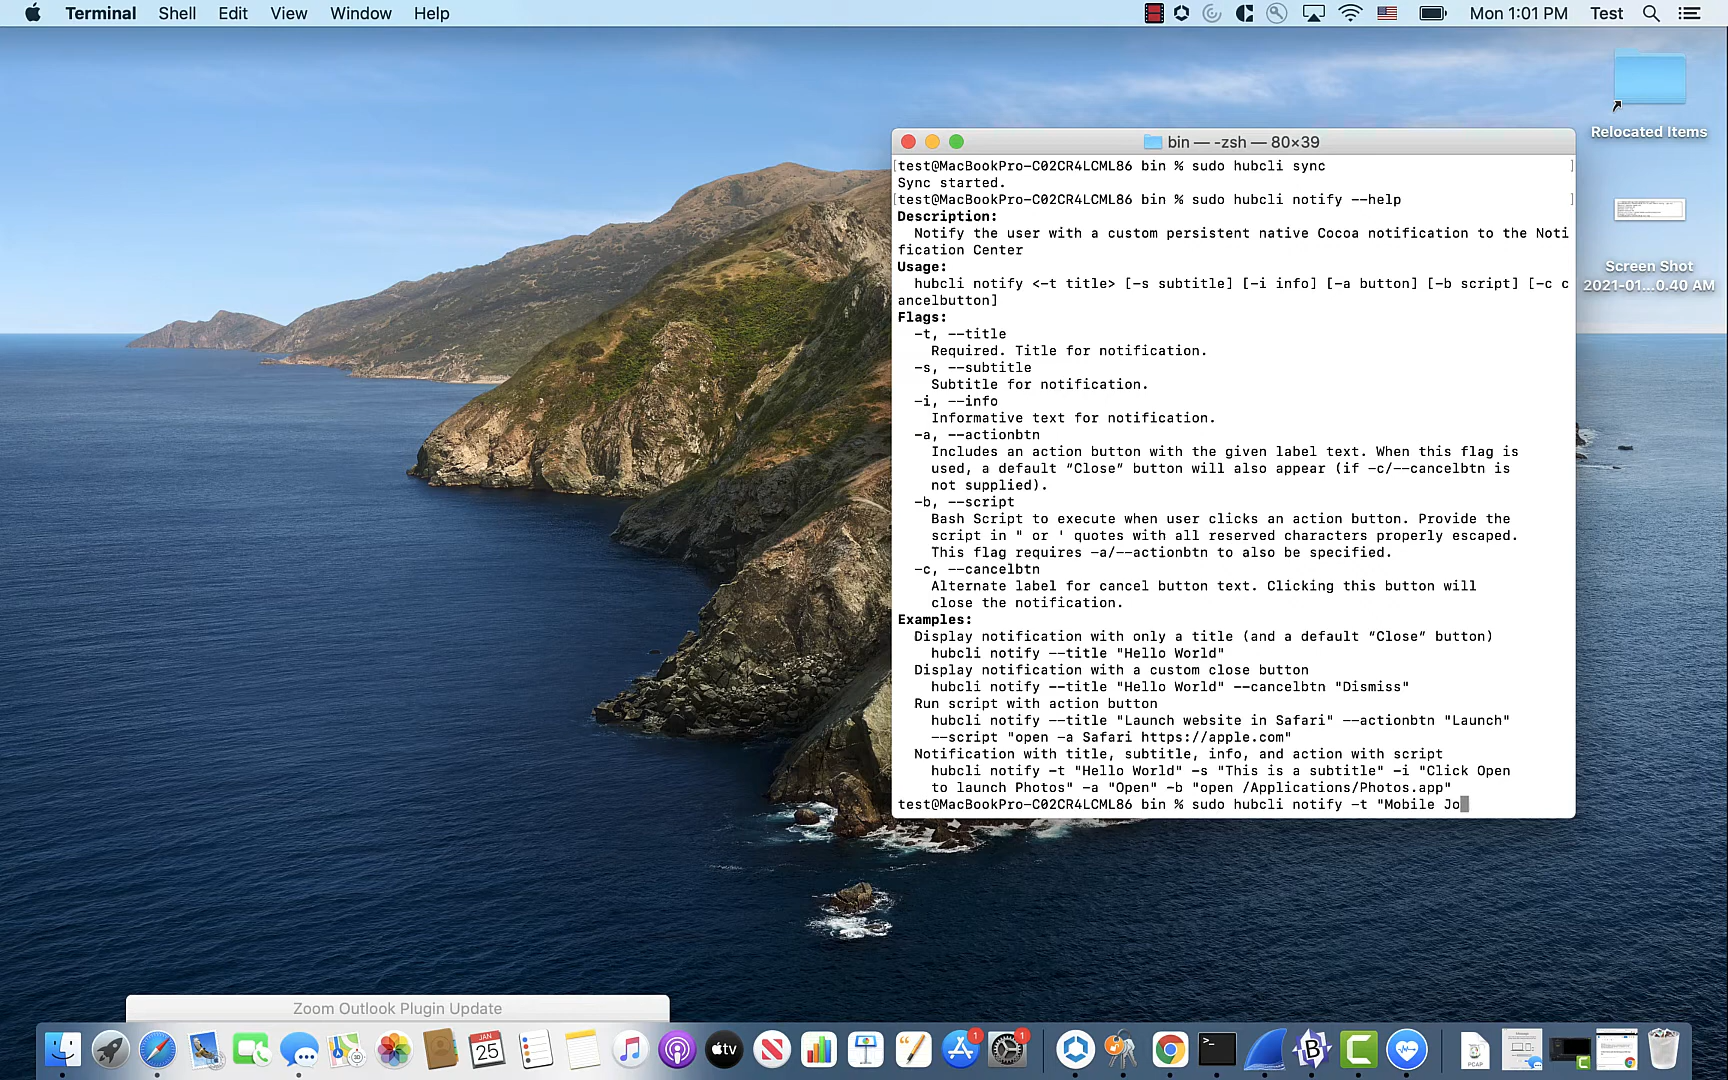 Terminal Shell Edit View Window Help Mon 1:01 PM Test
Relocated Items
Screen Shot
2021-01...0.40 AM
bin — -zsh — 80×39
[test@MacBookPro-C02CR4LCML86 bin % sudo hubcli sync ]
Sync started.
[test@MacBookPro-C02CR4LCML86 bin % sudo hubcli notify --help ]
Description:
Notify the user with a custom persistent native Cocoa notification to the Noti
fication Center
Usage:
hubcli notify <-t title> [-s subtitle] [-i info] [-a button] [-b script] [-c c
ancelbutton]
Flags:
-t, --title
Required. Title for notification.
-s, --subtitle
Subtitle for notification.
-i, --info
Informative text for notification.
-a, --actionbtn
Includes an action button with the given label text. When this flag is
used, a default “Close” button will also appear (if -c/--cancelbtn is
not supplied).
-b, --script
Bash Script to execute when user clicks an action button. Provide the
script in " or ' quotes with all reserved characters properly escaped.
This flag requires -a/--actionbtn to also be specified.
-c, --cancelbtn
Alternate label for cancel button text. Clicking this button will
close the notification.
Examples:
Display notification with only a title (and a default “Close” button)
hubcli notify --title "Hello World"
Display notification with a custom close button
hubcli notify --title "Hello World" --cancelbtn "Dismiss"
Run script with action button
hubcli notify --title "Launch website in Safari" --actionbtn "Launch"
--script "open -a Safari https://apple.com"
Notification with title, subtitle, info, and action with script
hubcli notify -t "Hello World" -s "This is a subtitle" -i "Click Open
to launch Photos" -a "Open" -b "open /Applications/Photos.app"
test@MacBookPro-C02CR4LCML86 bin % sudo hubcli notify -t "Mobile Jo
Zoom Outlook Plugin Update
JAN
25
tv
1
1
>_
B
C
PCAP